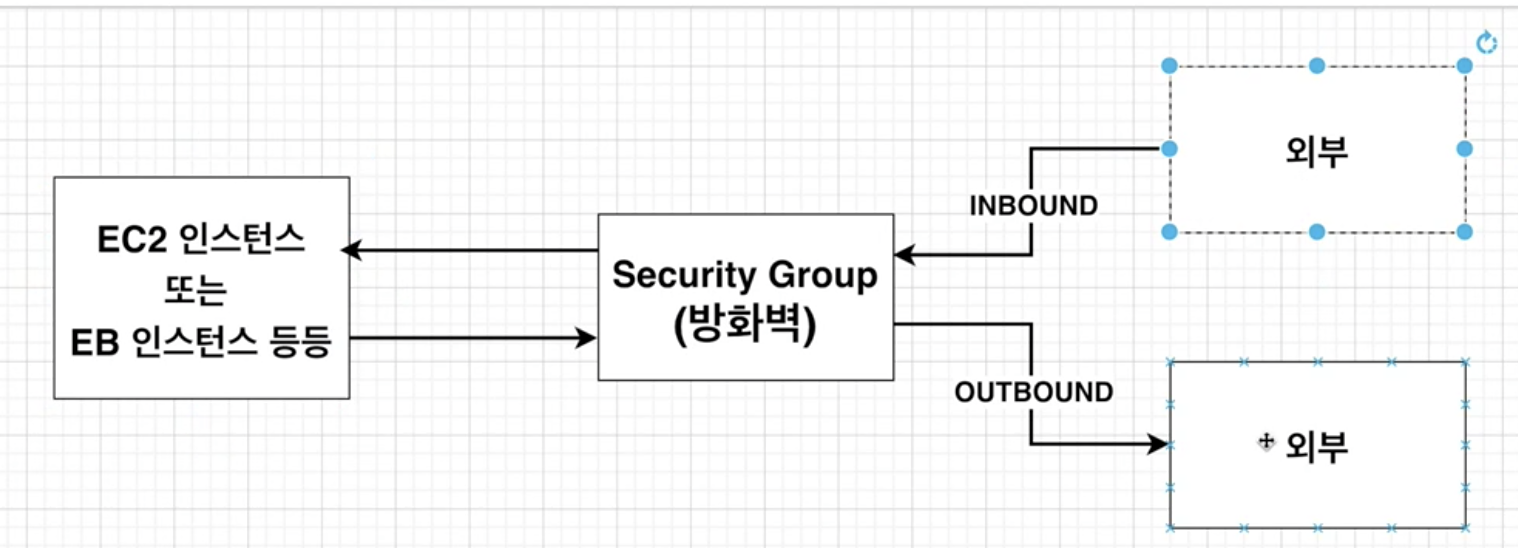 EC2 인스턴스
또는
EB 인스턴스 등등
Security Group
(방화벽)
INBOUND
외부
OUTBOUND
외부